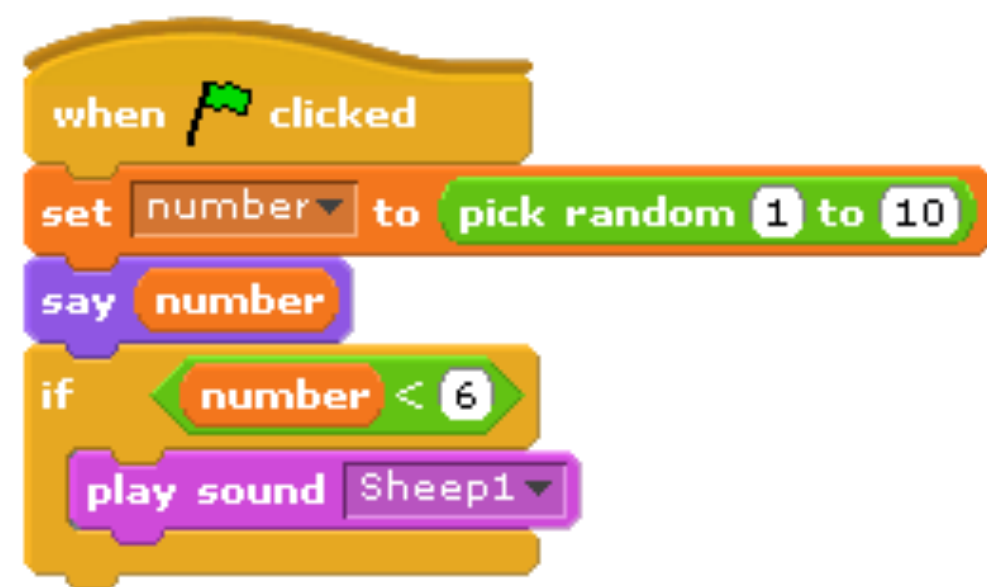 when clicked
set number to pick random 1 to 10
say number
if number < 6
play sound Sheep1